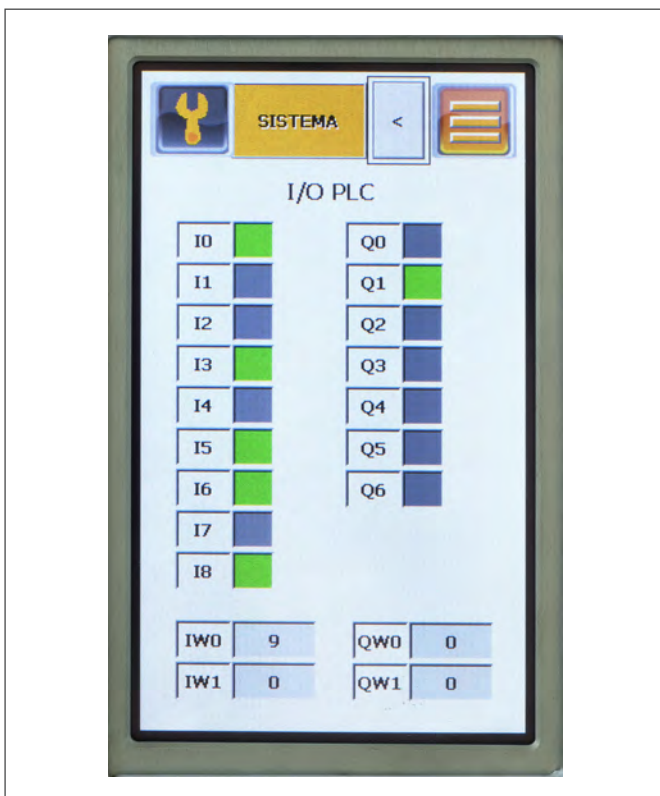 SISTEMA <
I/O PLC
I0 Q0
I1 Q1
I2 Q2
I3 Q3
I4 Q4
I5 Q5
I6 Q6
I7
I8
IW0 9 QW0 0
IW1 0 QW1 0